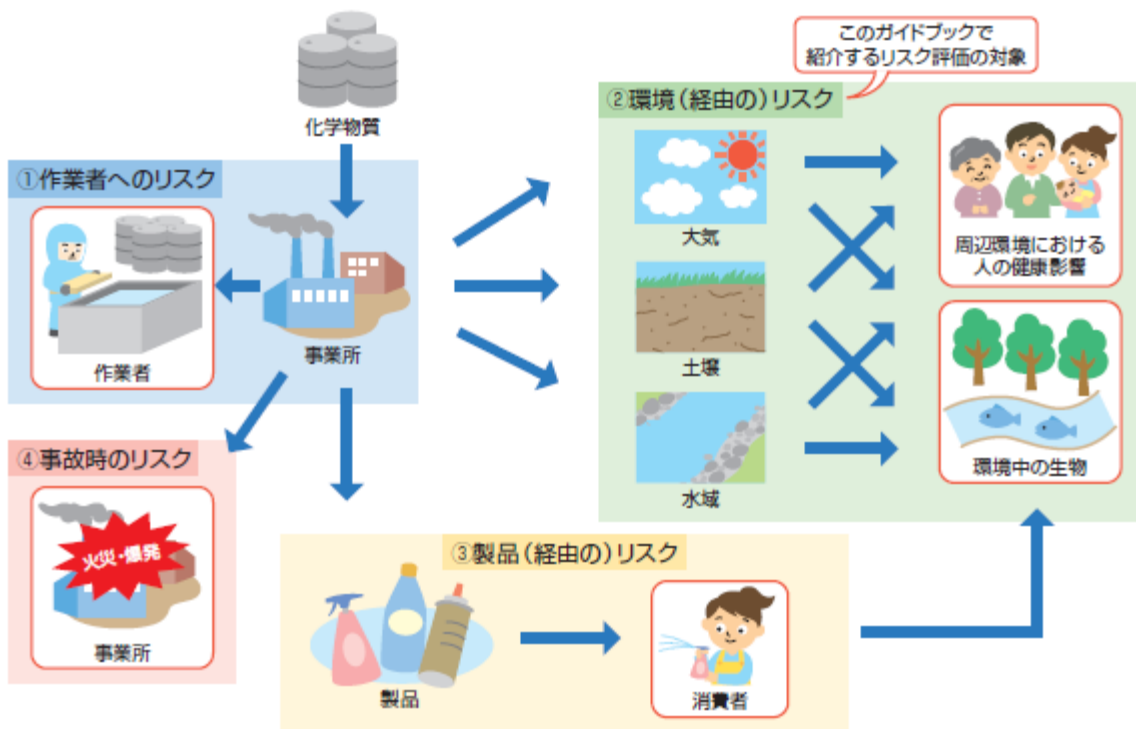 このガイドブックで
紹介するリスク評価の対象
化学物質
①作業者へのリスク
作業者
事業所
②環境（経由の）リスク
大気
土壌
水域
周辺環境における
人の健康影響
環境中の生物
④事故時のリスク
火災・爆発
事業所
③製品（経由の）リスク
製品
消費者